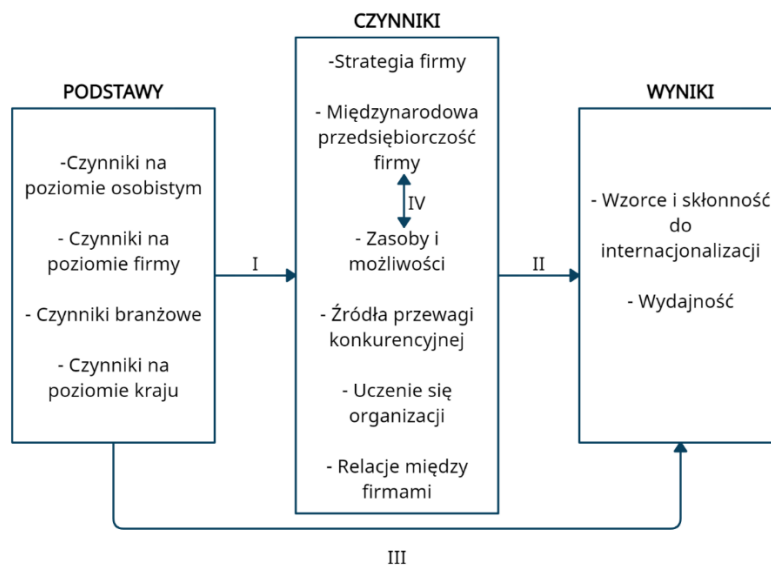 PODSTAWY
-Czynniki na
poziomie osobistym
- Czynniki na
poziomie firmy
- Czynniki branżowe
- Czynniki na
poziomie kraju
I
CZYNNIKI
-Strategia firmy
- Międzynarodowa
przedsiębiorczość
firmy
IV
- Zasoby i
możliwości
- Źródła przewagi
konkurencyjnej
- Uczenie się
organizacji
- Relacje między
firmami
II
WYNIKI
- Wzorce i skłonność
do
internacjonalizacji
- Wydajność
III